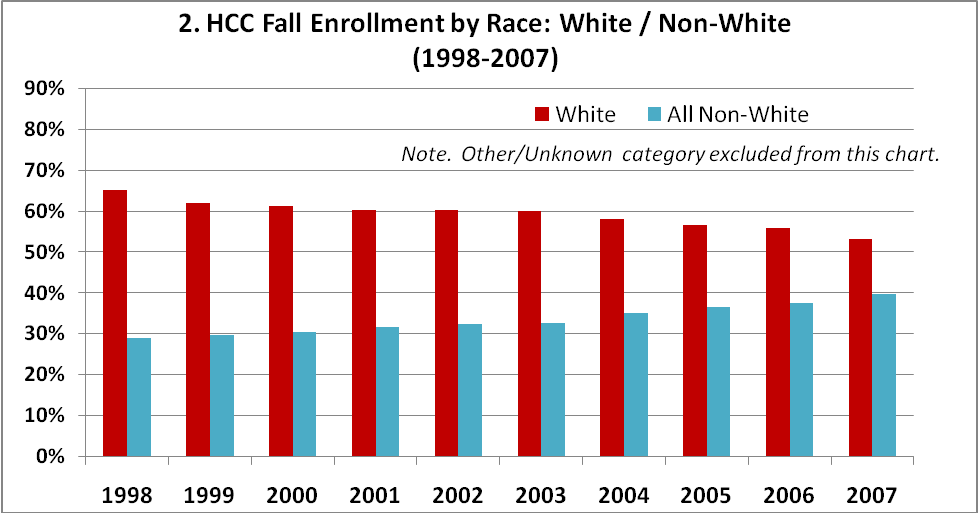 2. HCC Fall Enrollment by Race: White / Non-White
(1998-2007)
90%
White All Non-White
80%
Note. Other/Unknown category excluded from this chart.
70%
60%
50%
40%
30%
20%
10%
0%
1998 1999 2000 2001 2002 2003 2004 2005 2006 2007